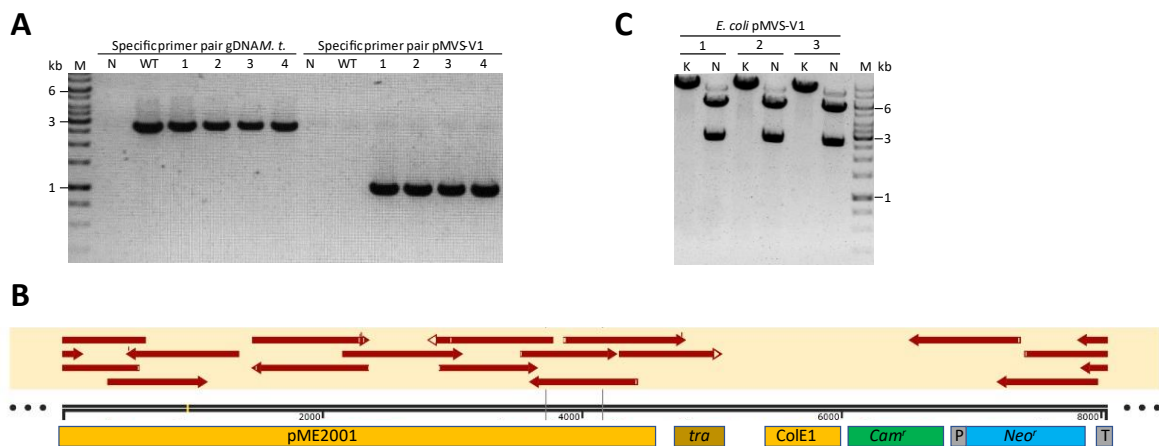 A
Specific primer pair gDNA M. t. Specific primer pair pMVS-V1
kb M N WT 1 2 3 4 N WT 1 2 3 4
6
3
1
C
E. coli pMVS-V1
1 2 3
K N K N K N M kb
6
3
1
B
2000 4000 6000 8000
pME2001 tra ColE1 Camʳ P Neoʳ T